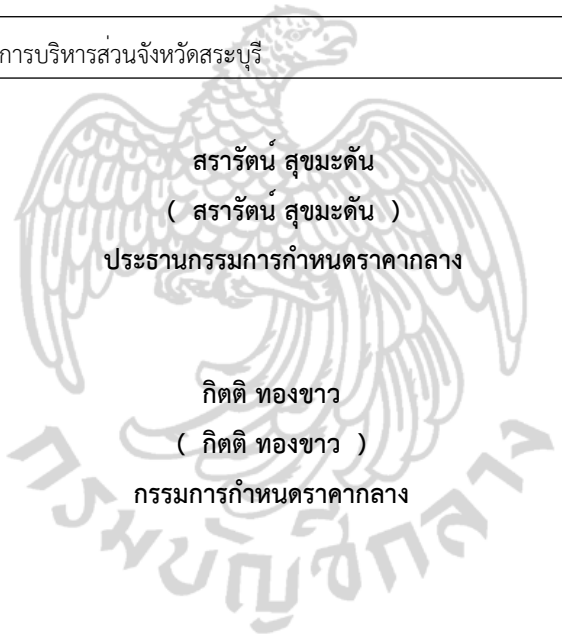 การบริหารส่วนจังหวัดสระบุรี
สรารัตน์ สุขมะดัน
( สรารัตน์ สุขมะดัน )
ประธานกรรมการกำหนดราคากลาง
กิตติ ทองขาว
( กิตติ ทองขาว )
กรรมการกำหนดราคากลาง
กรมบัญชีกลาง